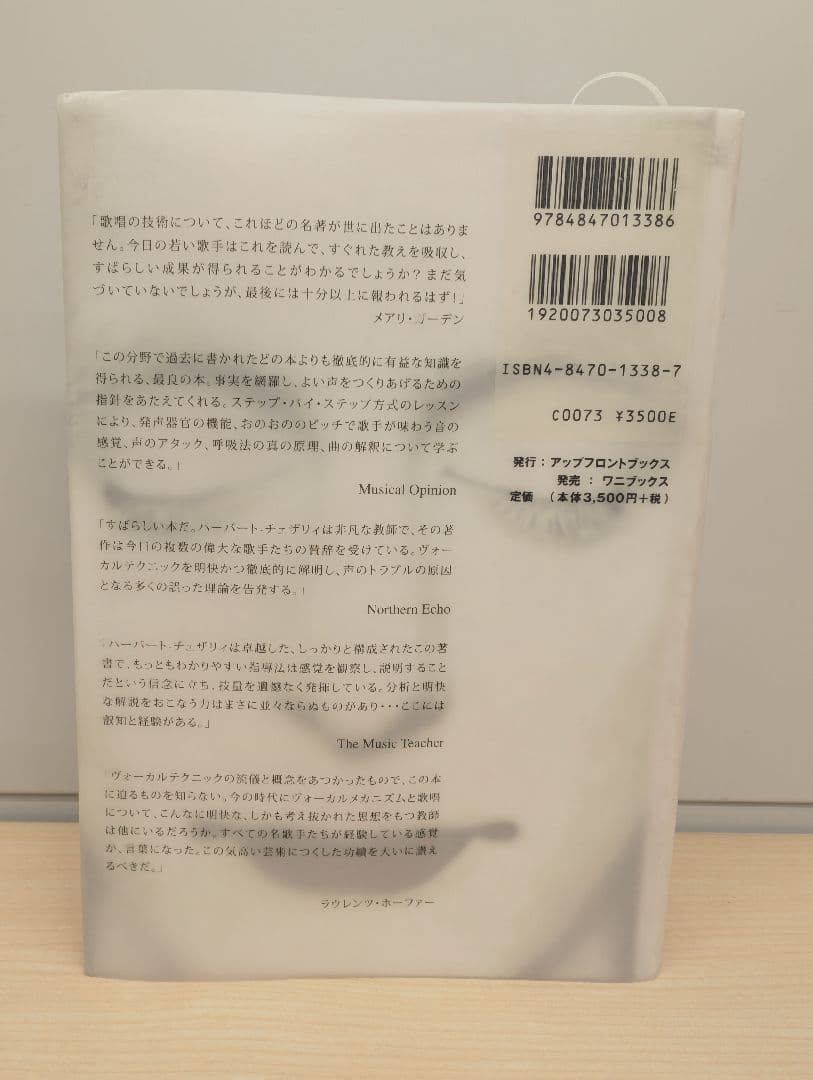 「歌唱の技術について、これほどの名著が世に出たことはありま
せん。今日の若い歌手はこれを読んで、すぐれた教えを吸収し、
すばらしい成果が得られることがわかるでしょうか？まだ気
づいていないでしょうが、最後には十分以上に報われるはず！」
メアリ・ガーデン
「この分野で過去に書かれたどの本よりも徹底的に有益な知識を
得られる、最良の本。事実を網羅し、よい声をつくりあげるための
指針をあたえてくれる。ステップ・バイ・ステップ方式のレッスン
により、発声器官の機能、おのおののピッチで歌手が味わう音の
感覚、声のアタック、呼吸法の真の原理、曲の解釈について学ぶ
ことができる。」
Musical Opinion
「すばらしい本だ。ハーバート-チェザリィは非凡な教師で、その著
作は今日の複数の偉大な歌手たちの賛辞を受けている。ヴォー
カルテクニックを明快かつ徹底的に解明し、声のトラブルの原因
となる多くの誤った理論を告発する。」
Northern Echo
「ハーバート-チェザリィは卓越した、しっかりと構成されたこの著
書で、もっともわかりやすい指導法は感覚を観察し、説明すること
だという信念に立ち、技量を遺憾なく発揮している。分析と明快
な解説をおこなう力はまさに並々ならぬものがあり・・・ここには
叡知と経験がある。」
The Music Teacher
「ヴォーカルテクニックの流儀と概念をあつかったもので、この本
に迫るものを知らない。今の時代にヴォーカルメカニズムと歌唱
について、こんなに明快な、しかも考え抜かれた思想をもつ教師
は他にいるだろうか。すべての名歌手たちが経験している感覚
が、言葉になった。この気高い芸術につくした功績を大いに讃え
るべきだ。」
ラウレンツ・ホーファー
9784847013386
1920073035008
ISBN4-8470-1338-7
C0073 ¥3500E
発行：アップフロントブックス
発売：ワニブックス
定価 （本体3,500円＋税）